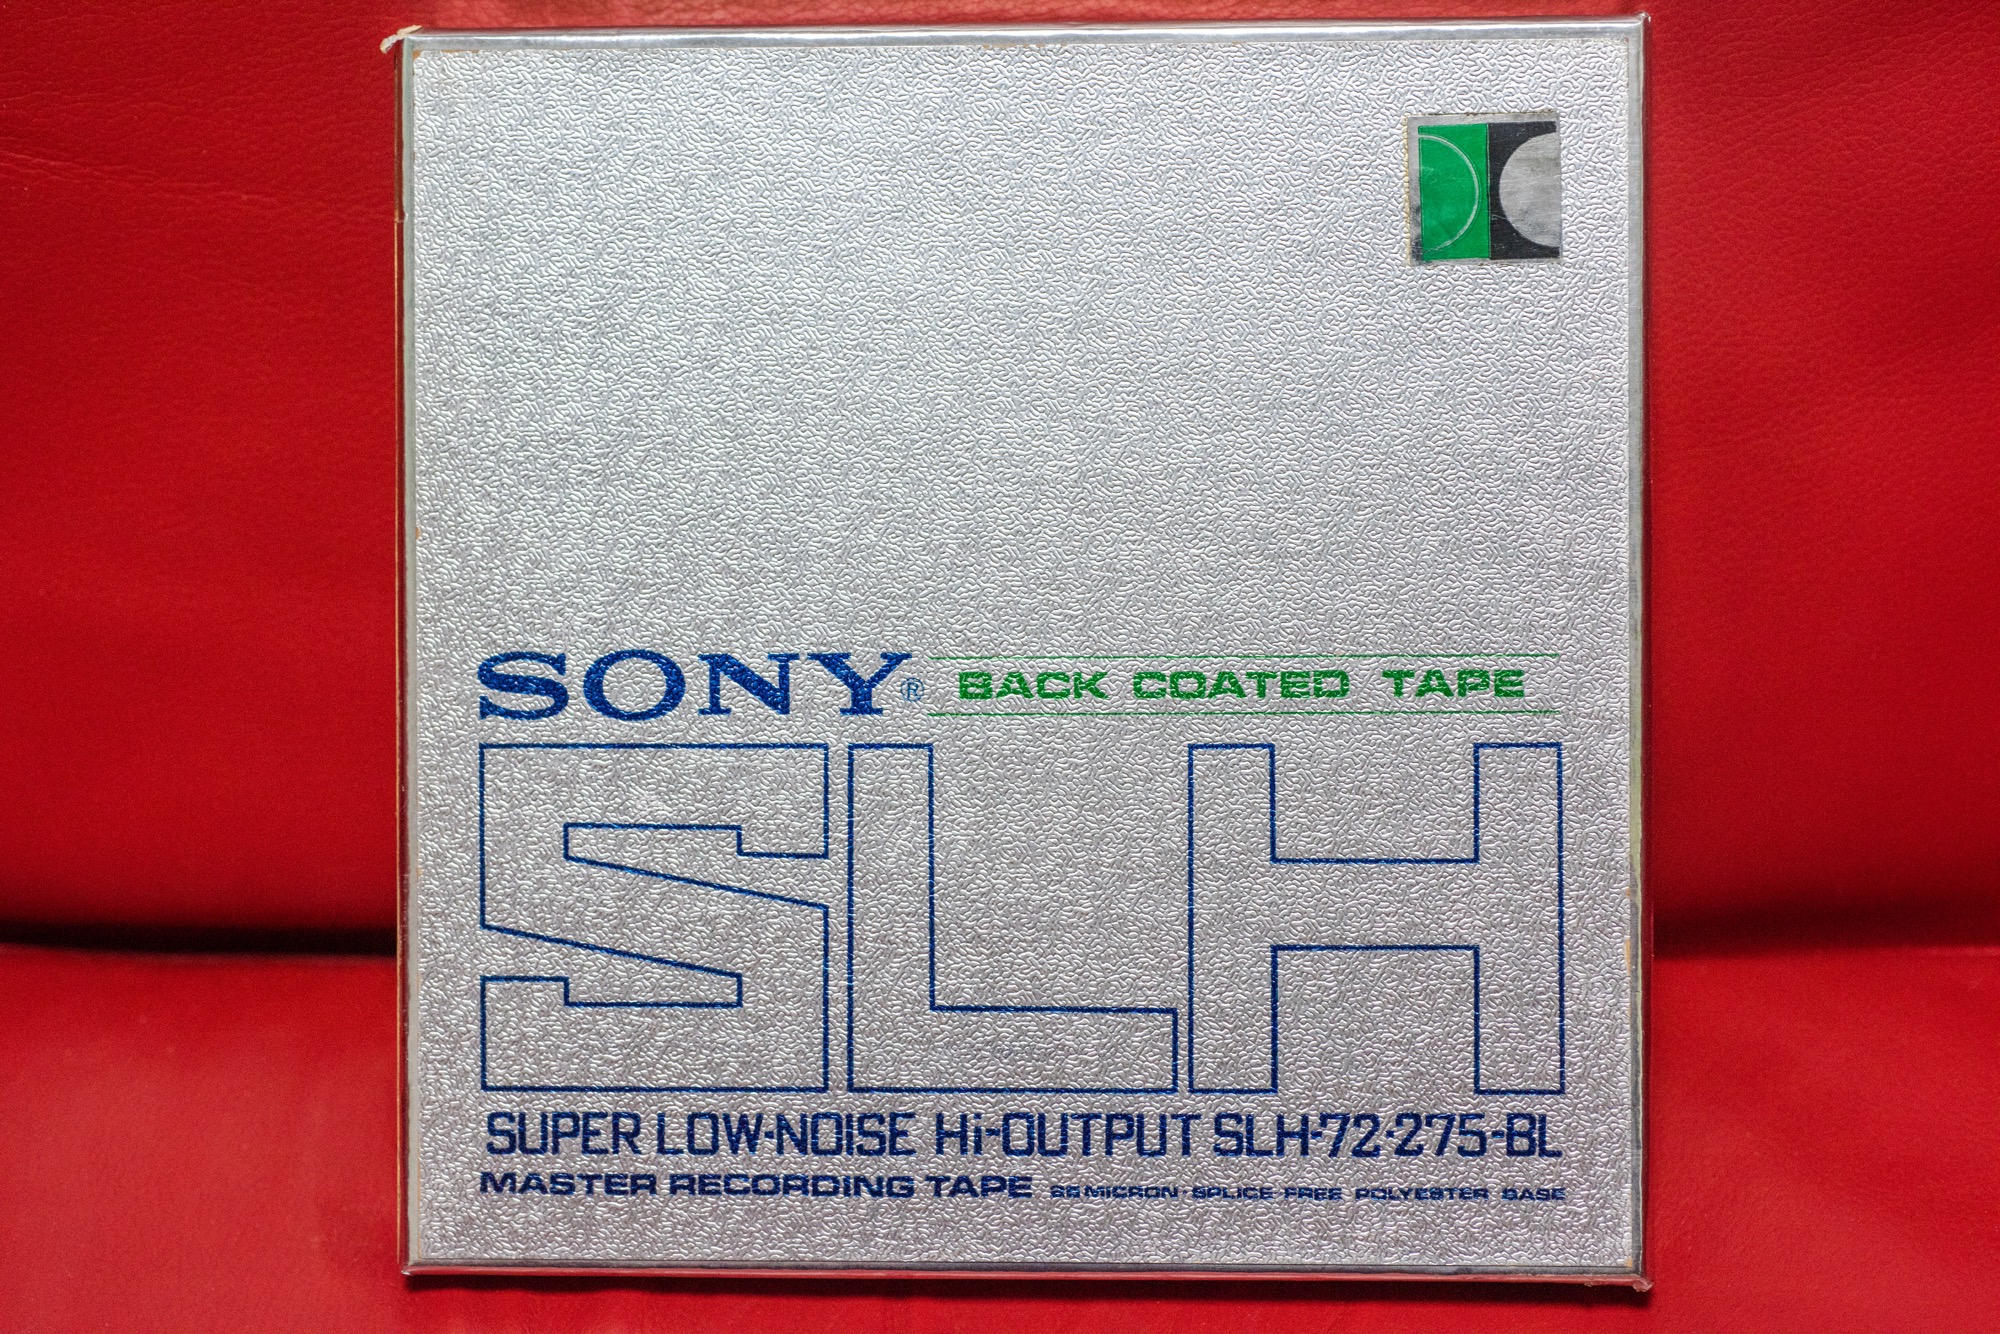 SONY® BACK COATED TAPE
SLH
SUPER LOW-NOISE Hi-OUTPUT SLH-72-275-BL
MASTER RECORDING TAPE MICRON·SPLICE FREE POLYESTER BASE